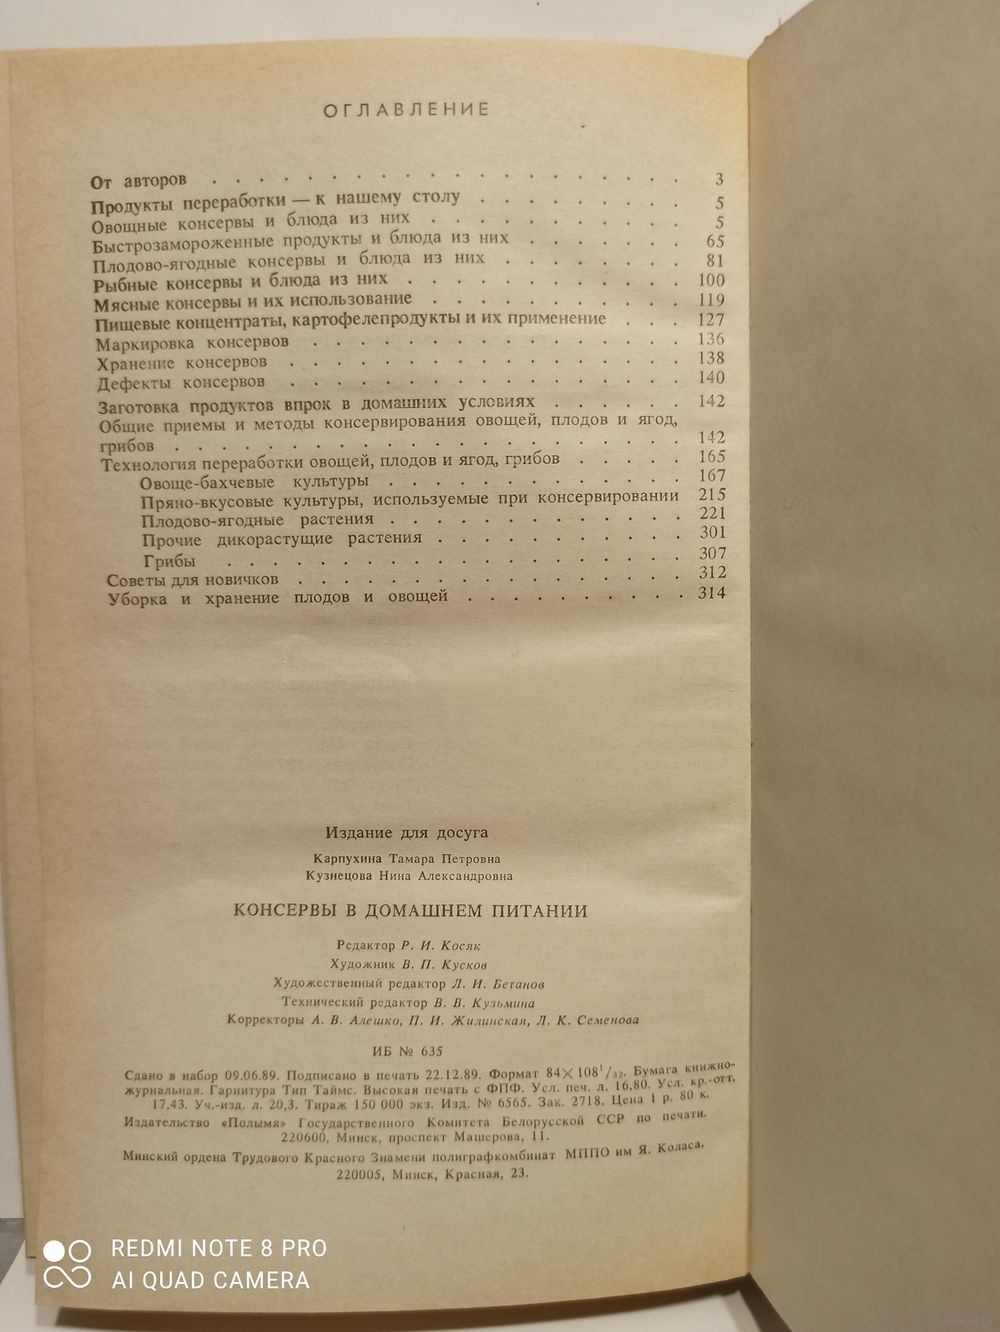 ОГЛАВЛЕНИЕ
От авторов . . . . . . . . . . . . . . . . . . . . 3
Продукты переработки — к нашему столу . . . . . . . . . 5
Овощные консервы и блюда из них . . . . . . . . . . . 5
Быстрозамороженные продукты и блюда из них . . . . . . . 65
Плодово-ягодные консервы и блюда из них . . . . . . . . 81
Рыбные консервы и блюда из них . . . . . . . . . . . . 100
Мясные консервы и их использование . . . . . . . . . . . 119
Пищевые концентраты, картофелепродукты и их применение . . . 127
Маркировка консервов . . . . . . . . . . . . . . . . 136
Хранение консервов . . . . . . . . . . . . . . . . . 138
Дефекты консервов . . . . . . . . . . . . . . . . . 140
Заготовка продуктов впрок в домашних условиях . . . . . . 142
Общие приемы и методы консервирования овощей, плодов и ягод,
грибов . . . . . . . . . . . . . . . . . . . . . . 142
Технология переработки овощей, плодов и ягод, грибов . . . . . 165
Овоще-бахчевые культуры . . . . . . . . . . . . . 167
Пряно-вкусовые культуры, используемые при консервировании 215
Плодово-ягодные растения . . . . . . . . . . . . . 221
Прочие дикорастущие растения . . . . . . . . . . . 301
Грибы . . . . . . . . . . . . . . . . . . . . 307
Советы для новичков . . . . . . . . . . . . . . . . . 312
Уборка и хранение плодов и овощей . . . . . . . . . . 314
Издание для досуга
Карпухина Тамара Петровна
Кузнецова Нина Александровна
КОНСЕРВЫ В ДОМАШНЕМ ПИТАНИИ
Редактор Р. И. Косяк
Художник В. П. Кусков
Художественный редактор Л. И. Беганов
Технический редактор В. В. Кузьмина
Корректоры А. В. Алешко, П. И. Жилинская, Л. К. Семенова
ИБ № 635
Сдано в набор 09.06.89. Подписано в печать 22.12.89. Формат 84×108¹/₃₂. Бумага книжно-
журнальная. Гарнитура Тип Таймс. Высокая печать с ФПФ. Усл. печ. л. 16,80. Усл. кр.-отт.
17,43. Уч.-изд. л. 20,3. Тираж 150 000 экз. Изд. № 6565. Зак. 2718. Цена 1 р. 80 к.
Издательство «Полымя» Государственного Комитета Белорусской ССР по печати.
220600, Минск, проспект Машерова, 11.
Минский ордена Трудового Красного Знамени полиграфкомбинат МППО им Я. Коласа.
220005, Минск, Красная, 23.
REDMI NOTE 8 PRO
AI QUAD CAMERA